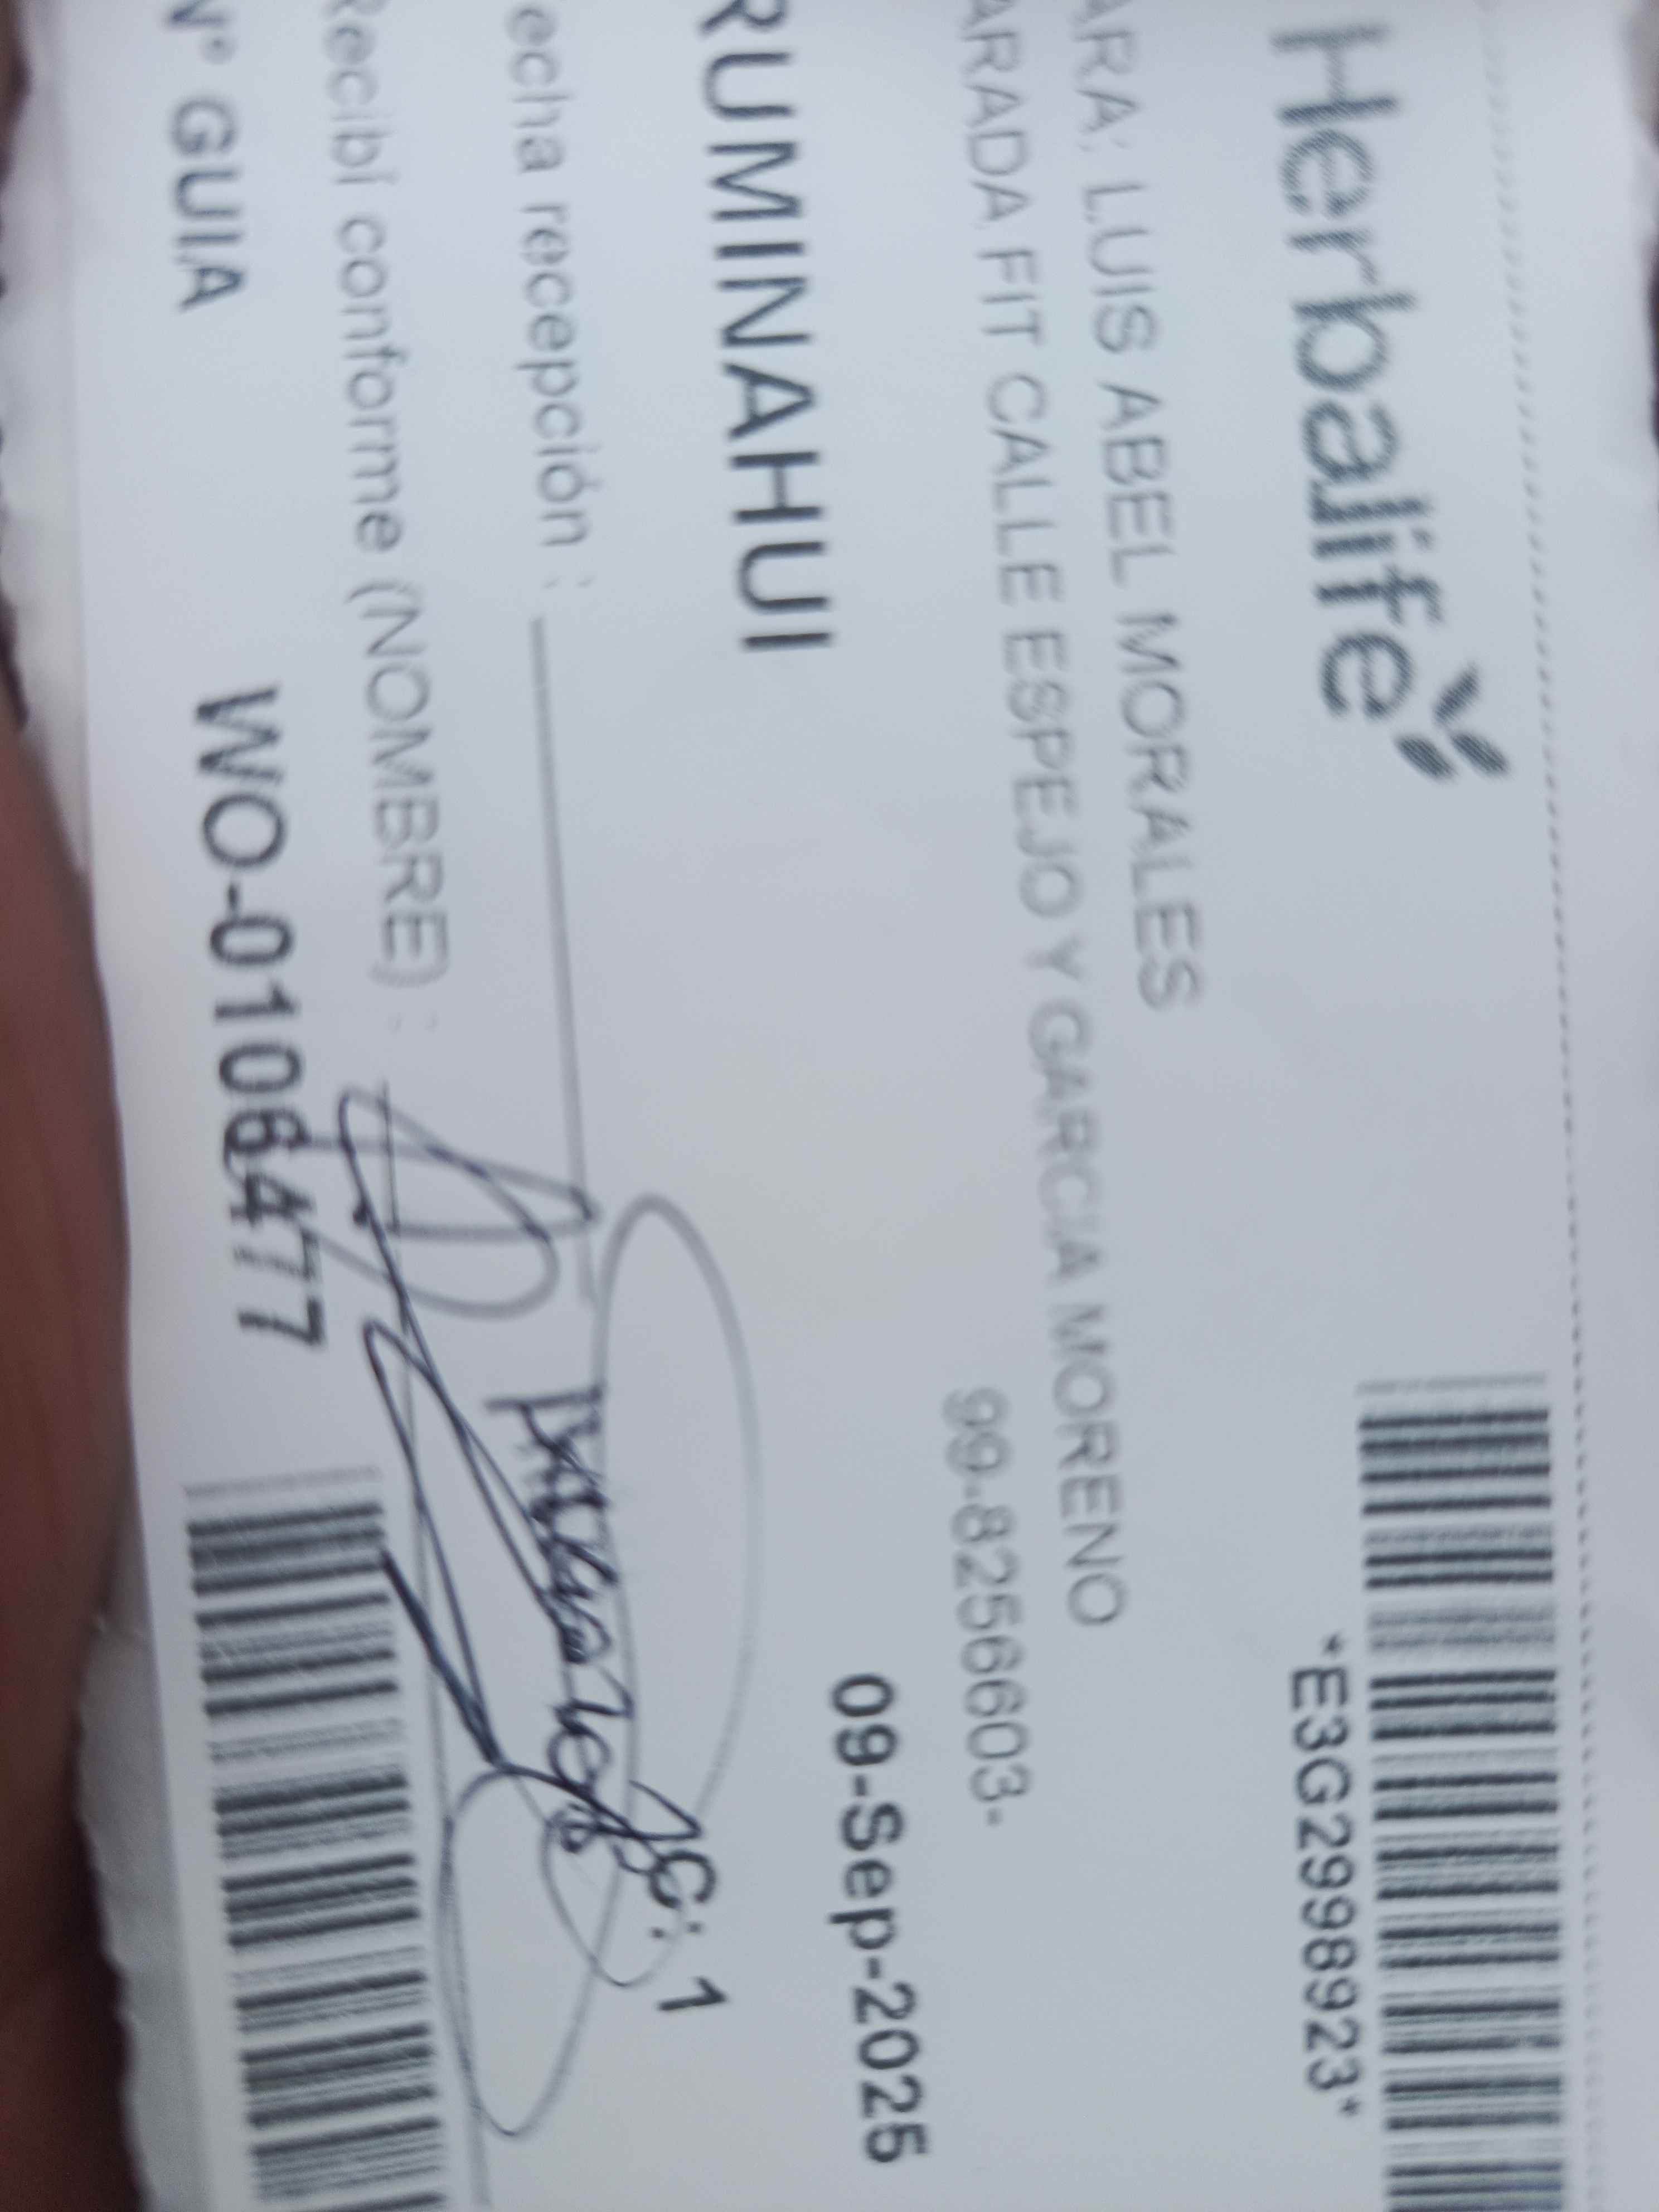 Herbalife
*E3G2998923*
ARA: LUIS ABEL MORALES
ARADA FIT CALLE ESPEJO Y GARCIA MORENO
99-8256603-
RUMINAHUI
09-Sep-2025
echa recepción :
1
Recibí conforme (NOMBRE) :
N° GUIA
WO-0106477